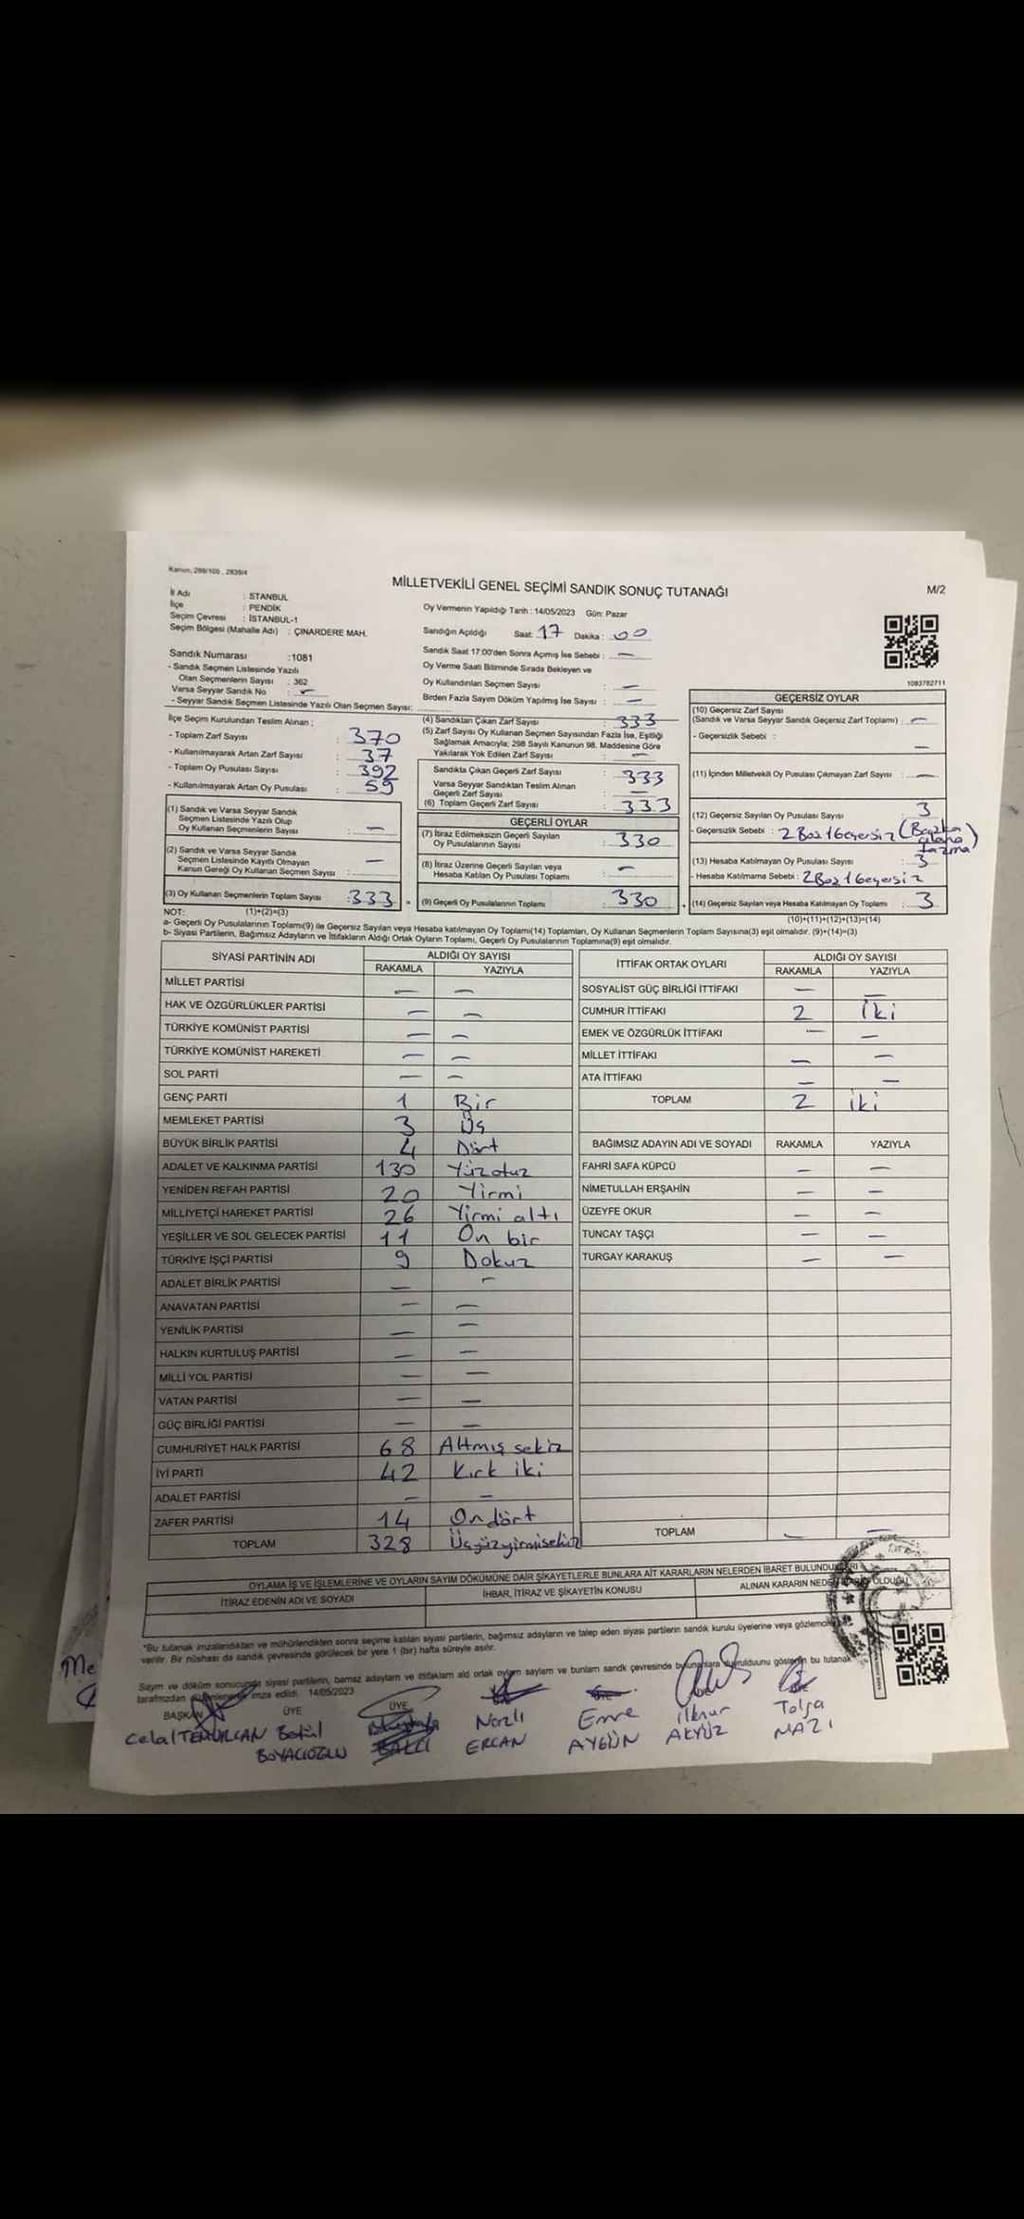 Kanun, 298/105 , 2839/4
MİLLETVEKİLİ GENEL SEÇİMİ SANDIK SONUÇ TUTANAĞI
M/2
İl Adı : STANBUL
İlçe : PENDİK
Seçim Çevresi : İSTANBUL-1
Seçim Bölgesi (Mahalle Adı) : ÇINARDERE MAH.
Oy Vermenin Yapıldığı Tarih : 14/05/2023 Gün: Pazar
Sandığın Açıldığı Saat: 17 Dakika : 00
Sandık Saat 17:00'den Sonra Açımış İse Sebebi : —
Oy Verme Saati Bitiminde Sırada Bekleyen ve
Oy Kullandırılan Seçmen Sayısı : —
Birden Fazla Sayım Döküm Yapılmış İse Sayısı : —
1083782711
Sandık Numarası :1081
- Sandık Seçmen Listesinde Yazılı
Olan Seçmenlerin Sayısı : 362
Varsa Seyyar Sandık No : —
- Seyyar Sandık Seçmen Listesinde Yazılı Olan Seçmen Sayısı:
İlçe Seçim Kurulundan Teslim Alınan :
- Toplam Zarf Sayısı : 370
- Kullanılmayarak Artan Zarf Sayısı : 37
- Toplam Oy Pusulası Sayısı : 392
- Kullanılmayarak Artan Oy Pusulası : 59
(1) Sandık ve Varsa Seyyar Sandık
Seçmen Listesinde Yazılı Olup
Oy Kullanan Seçmenlerin Sayısı : —
(2) Sandık ve Varsa Seyyar Sandık
Seçmen Listesinde Kayıtlı Olmayan
Kanun Gereği Oy Kullanan Seçmen Sayısı : —
(3) Oy Kullanan Seçmenlerin Toplam Sayısı :333
(1)+(2)=(3)
(4) Sandıktan Çıkan Zarf Sayısı : 333
(5) Zarf Sayısı Oy Kullanan Seçmen Sayısından Fazla İse, Eşitliği
Sağlamak Amacıyla; 298 Sayılı Kanunun 98. Maddesine Göre
Yakılarak Yok Edilen Zarf Sayısı : —
Sandıkta Çıkan Geçerli Zarf Sayısı : 333
Varsa Seyyar Sandıktan Teslim Alınan
Geçerli Zarf Sayısı : —
(6) Toplam Geçerli Zarf Sayısı : 333
GEÇERLİ OYLAR
(7) İtiraz Edilmeksizin Geçerli Sayılan
Oy Pusulalarının Sayısı : 330
(8) İtiraz Üzerine Geçerli Sayılan veya
Hesaba Katılan Oy Pusulası Toplamı : —
(9) Geçerli Oy Pusulalarının Toplamı : 330
GEÇERSİZ OYLAR
(10) Geçersiz Zarf Sayısı
(Sandık ve Varsa Seyyar Sandık Geçersiz Zarf Toplamı) : —
- Geçersizlik Sebebi : —
(11) İçinden Milletvekili Oy Pusulası Çıkmayan Zarf Sayısı : —
(12) Geçersiz Sayılan Oy Pusulası Sayısı : 3
- Geçersizlik Sebebi : 2 Boş 1 Geçersiz (Başka alana yazma)
(13) Hesaba Katılmayan Oy Pusulası Sayısı : 3
- Hesaba Katılmama Sebebi : 2 Boş 1 Geçersiz
(14) Geçersiz Sayılan veya Hesaba Katılmayan Oy Toplamı : 3
(10)+(11)+(12)+(13)=(14)
NOT:
a- Geçerli Oy Pusulalarının Toplamı(9) ile Geçersiz Sayılan veya Hesaba katılmayan Oy Toplamı(14) Toplamları, Oy Kullanan Seçmenlerin Toplam Sayısına(3) eşit olmalıdır. (9)+(14)=(3)
b- Siyasi Partilerin, Bağımsız Adayların ve İttifakların Aldığı Ortak Oyların Toplamı, Geçerli Oy Pusulalarının Toplamına(9) eşit olmalıdır.
SİYASİ PARTİNİN ADI ALDIĞI OY SAYISI
RAKAMLA YAZIYLA
MİLLET PARTİSİ — —
HAK VE ÖZGÜRLÜKLER PARTİSİ — —
TÜRKİYE KOMÜNİST PARTİSİ — —
TÜRKİYE KOMÜNİST HAREKETİ — —
SOL PARTİ — —
GENÇ PARTİ 1 Bir
MEMLEKET PARTİSİ 3 Üç
BÜYÜK BİRLİK PARTİSİ 4 Dört
ADALET VE KALKINMA PARTİSİ 130 Yüzotuz
YENİDEN REFAH PARTİSİ 20 Yirmi
MİLLİYETÇİ HAREKET PARTİSİ 26 Yirmi altı
YEŞİLLER VE SOL GELECEK PARTİSİ 11 On bir
TÜRKİYE İŞÇİ PARTİSİ 9 Dokuz
ADALET BİRLİK PARTİSİ — —
ANAVATAN PARTİSİ — —
YENİLİK PARTİSİ — —
HALKIN KURTULUŞ PARTİSİ — —
MİLLİ YOL PARTİSİ — —
VATAN PARTİSİ — —
GÜÇ BİRLİĞİ PARTİSİ — —
CUMHURİYET HALK PARTİSİ 68 Altmış sekiz
İYİ PARTİ 42 Kırk iki
ADALET PARTİSİ — —
ZAFER PARTİSİ 14 Ondört
TOPLAM 328 Üçyüzyirmisekiz
İTTİFAK ORTAK OYLARI ALDIĞI OY SAYISI
RAKAMLA YAZIYLA
SOSYALİST GÜÇ BİRLİĞİ İTTİFAKI — —
CUMHUR İTTİFAKI 2 İki
EMEK VE ÖZGÜRLÜK İTTİFAKI — —
MİLLET İTTİFAKI — —
ATA İTTİFAKI — —
TOPLAM 2 iki
BAĞIMSIZ ADAYIN ADI VE SOYADI RAKAMLA YAZIYLA
FAHRİ SAFA KÜPCÜ — —
NİMETULLAH ERŞAHİN — —
ÜZEYFE OKUR — —
TUNCAY TAŞÇI — —
TURGAY KARAKUŞ — —
TOPLAM — —
OYLAMA İŞ VE İŞLEMLERİNE VE OYLARIN SAYIM DÖKÜMÜNE DAİR ŞİKAYETLERLE BUNLARA AİT KARARLARIN NELERDEN İBARET BULUNDU
İTİRAZ EDENİN ADI VE SOYADI İHBAR, İTİRAZ VE ŞİKAYETİN KONUSU ALINAN KARARIN NEDEN OLDUĞU
*Bu tutanak imzalandıktan ve mühürlendikten sonra seçime katılan siyasi partilerin, bağımsız adayların ve talep eden siyasi partilerin sandık kurulu üyelerine veya gözlemci
verilir. Bir nüshası da sandık çevresinde görülecek bir yere 1 (bir) hafta süreyle asılır.
Sayım ve döküm sonucunda siyasi partilerin, adayların ve ittifakların ortak oyların
tarafımızdan imza edildi. 14/05/2023
BAŞKAN ÜYE ÜYE
Celal TEMURCAN
Betül BOYACIOĞLU
BALCI
Nazlı ERCAN
Emre AYGÜN
İlknur AKYÜZ
Tolga MAZI
Me